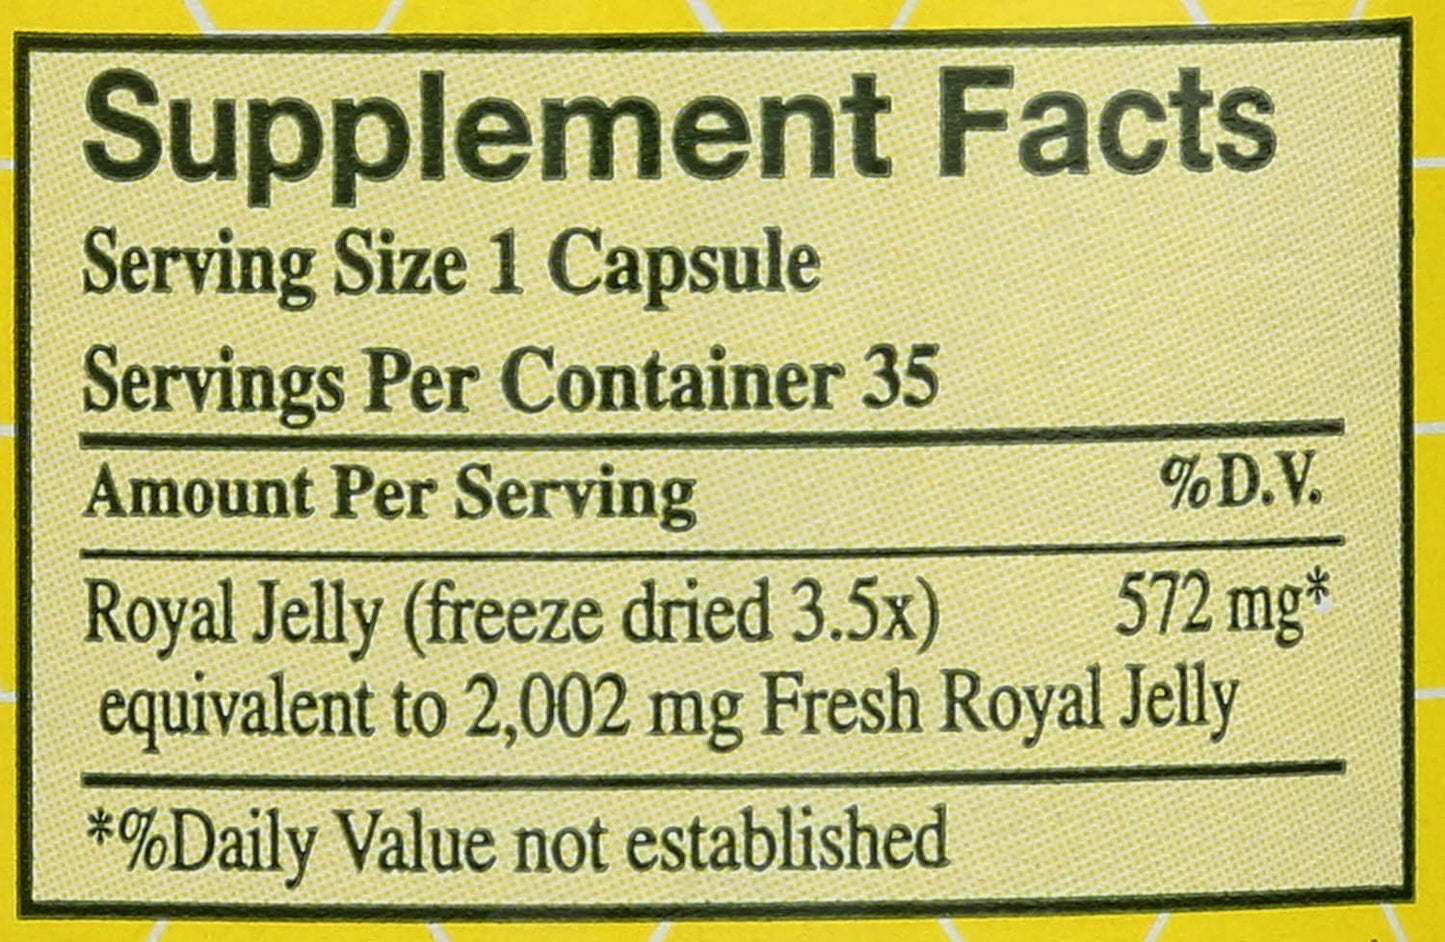 Supplement Facts
Serving Size 1 Capsule
Servings Per Container 35
Amount Per Serving %D.V.
Royal Jelly (freeze dried 3.5x) 572 mg*
equivalent to 2,002 mg Fresh Royal Jelly
*%Daily Value not established